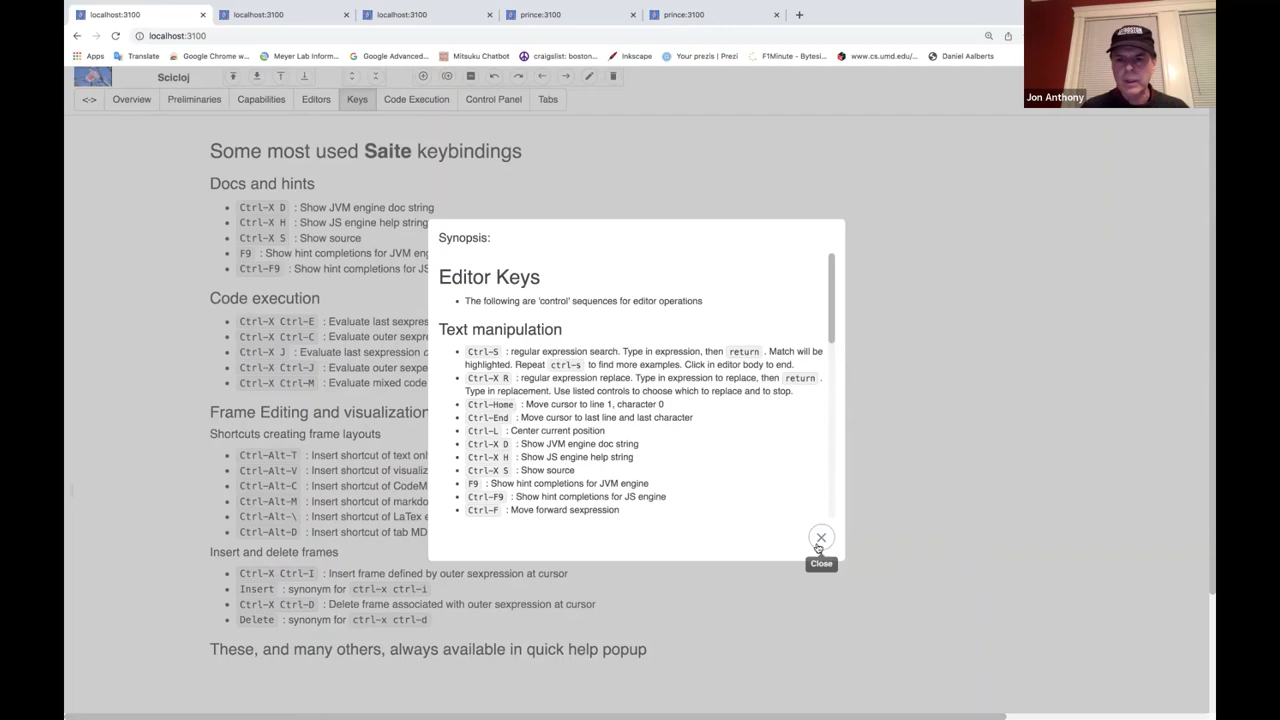 localhost:3100
localhost:3100
localhost:3100
prince:3100
prince:3100
localhost:3100
Apps
Translate
Google Chrome w...
Meyer Lab Inform...
Google Advanced...
Mitsuku Chatbot
craigslist: boston...
Inkscape
Your prezis | Prezi
F1Minute - Bytesi...
www.cs.umd.edu/...
Daniel Aalberts
Jon Anthony
Scicloj
<-> Overview Preliminaries Capabilities Editors Keys Code Execution Control Panel Tabs
Some most used Saite keybindings
Docs and hints
Ctrl-X D : Show JVM engine doc string
Ctrl-X H : Show JS engine help string
Ctrl-X S : Show source
F9 : Show hint completions for JVM eng
Ctrl-F9 : Show hint completions for JS
Code execution
Ctrl-X Ctrl-E : Evaluate last sexpres
Ctrl-X Ctrl-C : Evaluate outer sexpre
Ctrl-X J : Evaluate last sexpression o
Ctrl-X Ctrl-J : Evaluate outer sexpre
Ctrl-X Ctrl-M : Evaluate mixed code
Frame Editing and visualization
Shortcuts creating frame layouts
Ctrl-Alt-T : Insert shortcut of text onl
Ctrl-Alt-V : Insert shortcut of visualiz
Ctrl-Alt-C : Insert shortcut of CodeM
Ctrl-Alt-M : Insert shortcut of markdo
Ctrl-Alt-\ : Insert shortcut of LaTex e
Ctrl-Alt-D : Insert shortcut of tab MD
Insert and delete frames
Ctrl-X Ctrl-I : Insert frame defined by outer sexpression at cursor
Insert : synonym for ctrl-x ctrl-i
Ctrl-X Ctrl-D : Delete frame associated with outer sexpression at cursor
Delete : synonym for ctrl-x ctrl-d
These, and many others, always available in quick help popup
Synopsis:
Editor Keys
The following are 'control' sequences for editor operations
Text manipulation
Ctrl-S : regular expression search. Type in expression, then return . Match will be
highlighted. Repeat ctrl-s to find more examples. Click in editor body to end.
Ctrl-X R : regular expression replace. Type in expression to replace, then return .
Type in replacement. Use listed controls to choose which to replace and to stop.
Ctrl-Home : Move cursor to line 1, character 0
Ctrl-End : Move cursor to last line and last character
Ctrl-L : Center current position
Ctrl-X D : Show JVM engine doc string
Ctrl-X H : Show JS engine help string
Ctrl-X S : Show source
F9 : Show hint completions for JVM engine
Ctrl-F9 : Show hint completions for JS engine
Ctrl-F : Move forward sexpression
Close